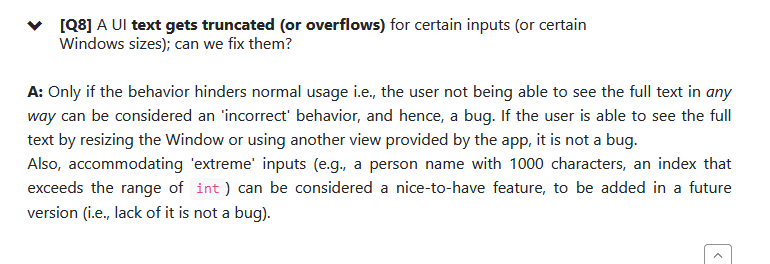 [Q8] A UI text gets truncated (or overflows) for certain inputs (or certain
Windows sizes); can we fix them?
A: Only if the behavior hinders normal usage i.e., the user not being able to see the full text in any
way can be considered an 'incorrect' behavior, and hence, a bug. If the user is able to see the full
text by resizing the Window or using another view provided by the app, it is not a bug.
Also, accommodating 'extreme' inputs (e.g., a person name with 1000 characters, an index that
exceeds the range of int ) can be considered a nice-to-have feature, to be added in a future
version (i.e., lack of it is not a bug).